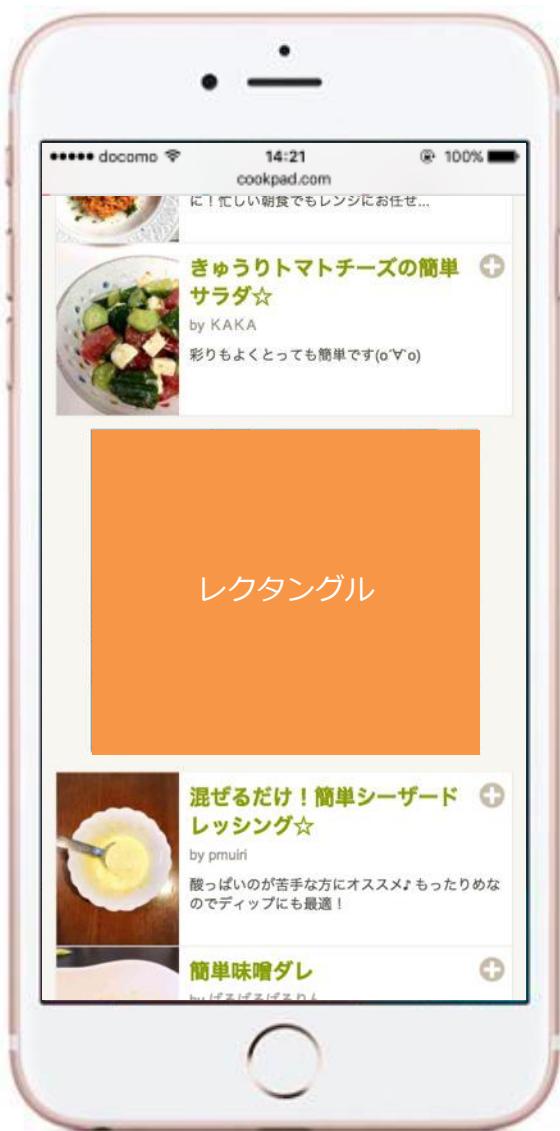 docomo 14:21 100%
cookpad.com
に！忙しい朝食でもレンジにお任せ...
きゅうりトマトチーズの簡単
サラダ☆
by KAKA
彩りもよくとっても簡単です(o´∀`o)
レクタングル
混ぜるだけ！簡単シーザード
レッシング☆
by pmuiri
酸っぱいのが苦手な方にオススメ♪もったりめな
のでディップにも最適！
簡単味噌ダレ